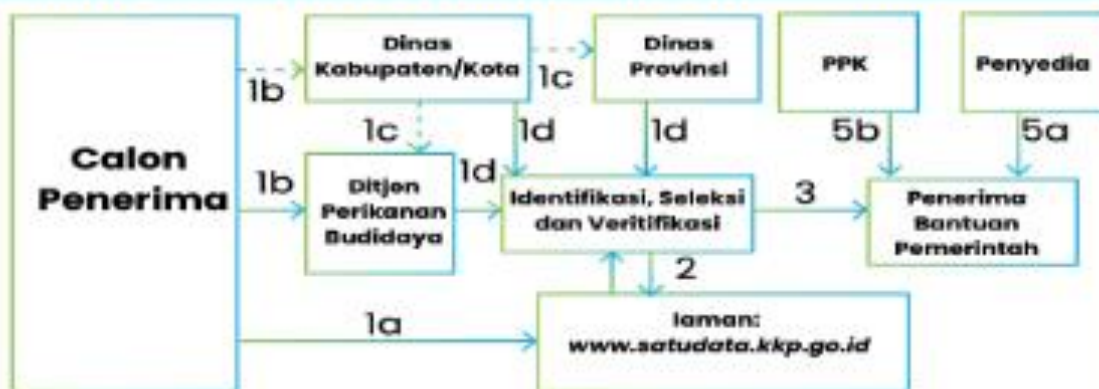 Dinas
Kabupaten/Kota
Dinas
Provinsi
PPK
Penyedia
1b
1c
1c
1d
1d
5b
5a
Calon
Penerima
1b
Ditjen
Perikanan
Budidaya
1d
Identifikasi, Seleksi
dan Veritifikasi
3
Penerima
Bantuan
Pemerintah
2
1a
laman:
www.satudata.kkp.go.id